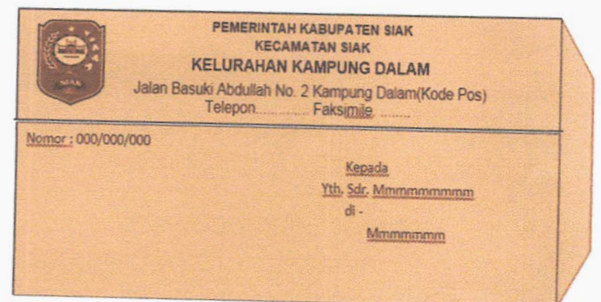 PEMERINTAH KABUPATEN SIAK
KECAMATAN SIAK
KELURAHAN KAMPUNG DALAM
Jalan Basuki Abdullah No. 2 Kampung Dalam(Kode Pos)
Telepon.............. Faksimile.........
SIAK
Nomor : 000/000/000
Kepada
Yth. Sdr. Mmmmmmmmm
di -
Mmmmmmm